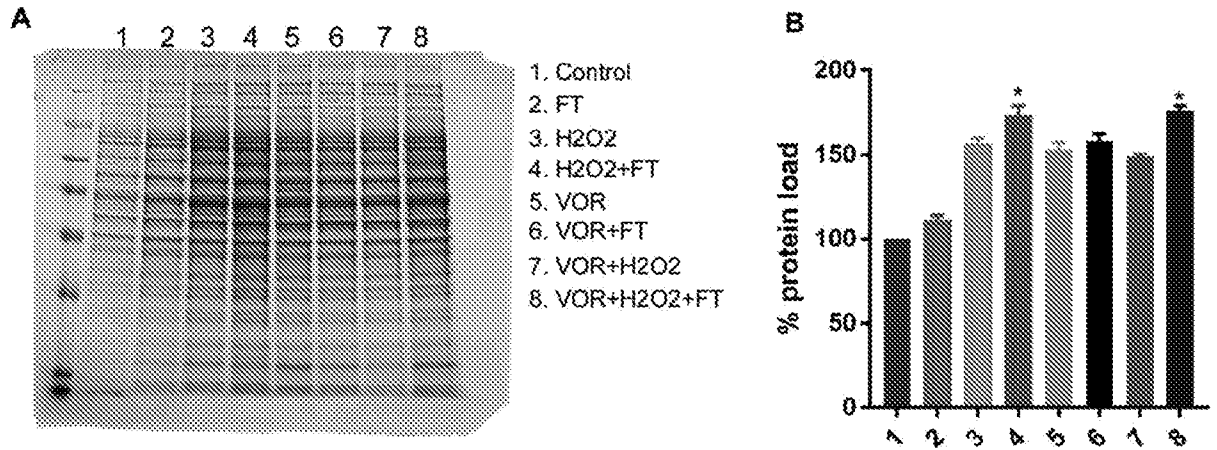 A
1 2 3 4 5 6 7 8
1. Control
2. FT
3. H2O2
4. H2O2+FT
5. VOR
6. VOR+FT
7. VOR+H2O2
8. VOR+H2O2+FT
B
% protein load
200
150
100
50
0
* *
1 2 3 4 5 6 7 8